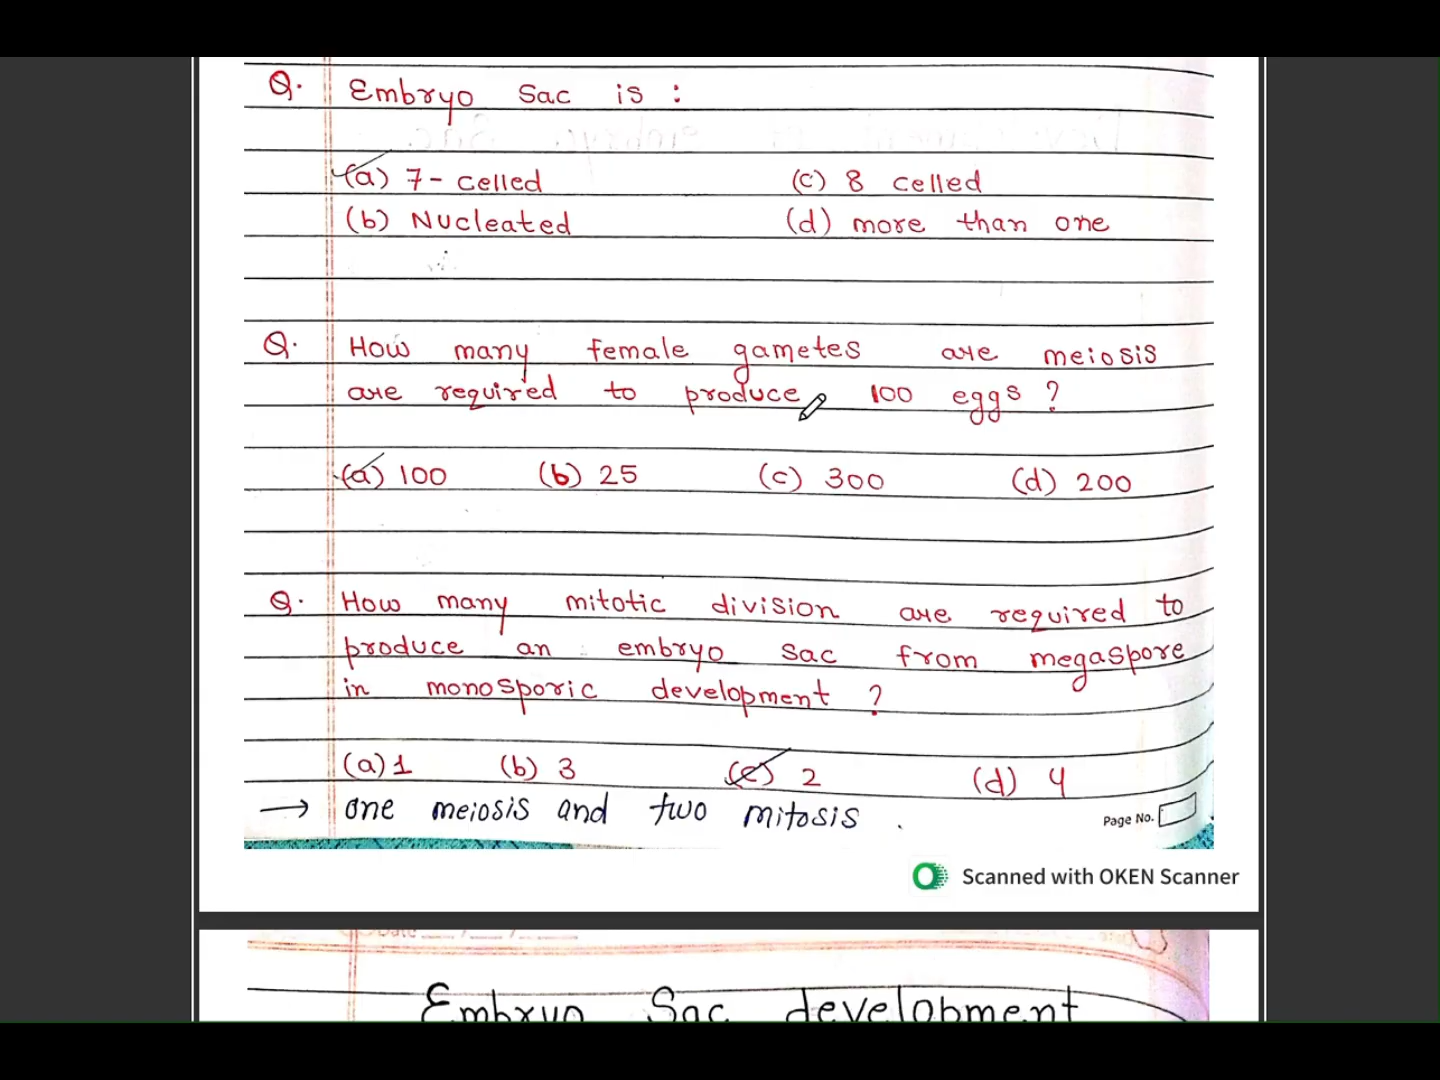 Q. Embryo Sac is :
(a) 7 - celled (c) 8 celled
(b) Nucleated (d) more than one
Q. How many female gametes are meiosis
are required to produce 100 eggs ?
(a) 100 (b) 25 (c) 300 (d) 200
Q. How many mitotic division are required to
produce an embryo sac from megaspore
in monosporic development ?
(a) 1 (b) 3 (c) 2 (d) 4
→ one meiosis and two mitosis .
Page No.
Scanned with OKEN Scanner
Date
Embryo Sac development